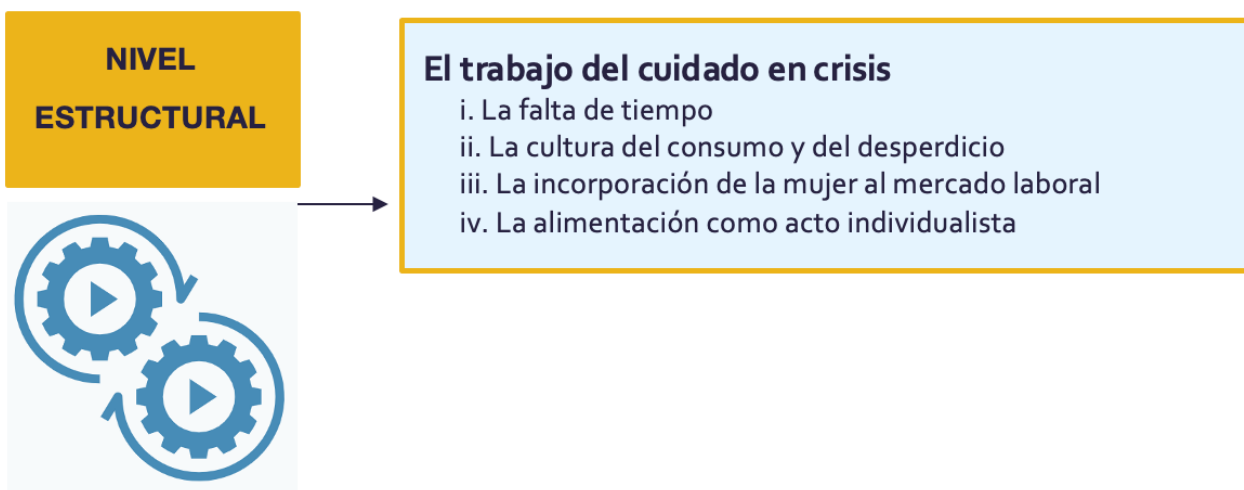 NIVEL
ESTRUCTURAL
El trabajo del cuidado en crisis
i. La falta de tiempo
ii. La cultura del consumo y del desperdicio
iii. La incorporación de la mujer al mercado laboral
iv. La alimentación como acto individualista